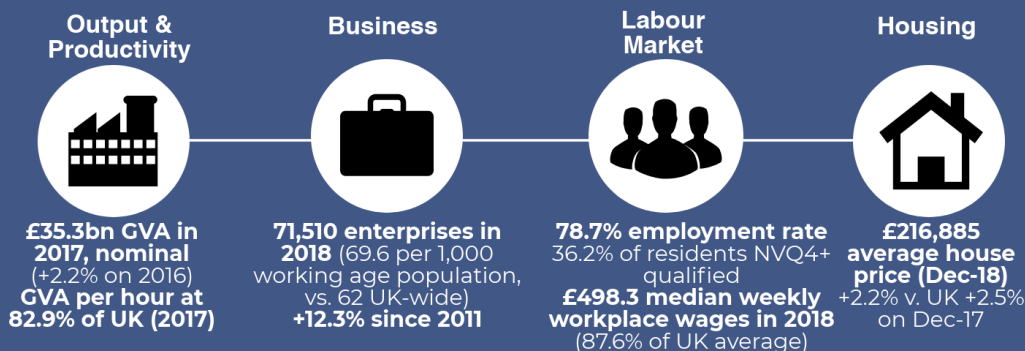 Output &
Productivity
£35.3bn GVA in
2017, nominal
(+2.2% on 2016)
GVA per hour at
82.9% of UK (2017)
Business
71,510 enterprises in
2018 (69.6 per 1,000
working age population,
vs. 62 UK-wide)
+12.3% since 2011
Labour
Market
78.7% employment rate
36.2% of residents NVQ4+
qualified
£498.3 median weekly
workplace wages in 2018
(87.6% of UK average)
Housing
£216,885
average house
price (Dec-18)
+2.2% v. UK +2.5%
on Dec-17